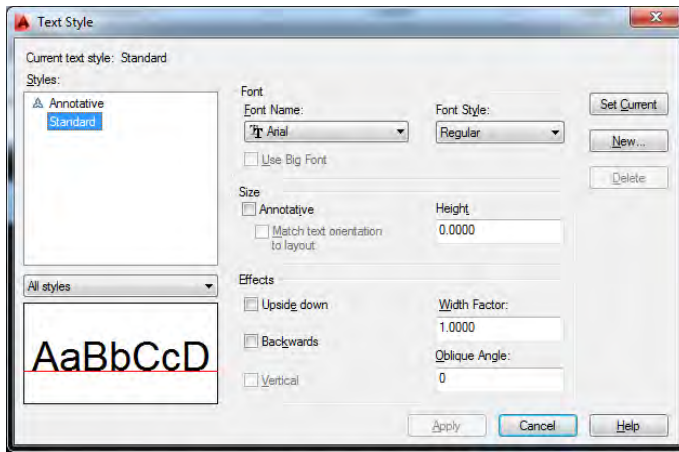 Text Style
Current text style: Standard
Styles:
Annotative
Standard
All styles
AaBbCcD
Font
Font Name:
Arial
Use Big Font
Font Style:
Regular
Size
Annotative
Match text orientation
to layout
Height
0.0000
Effects
Upside down
Backwards
Vertical
Width Factor:
1.0000
Oblique Angle:
0
Set Current
New...
Delete
Apply
Cancel
Help